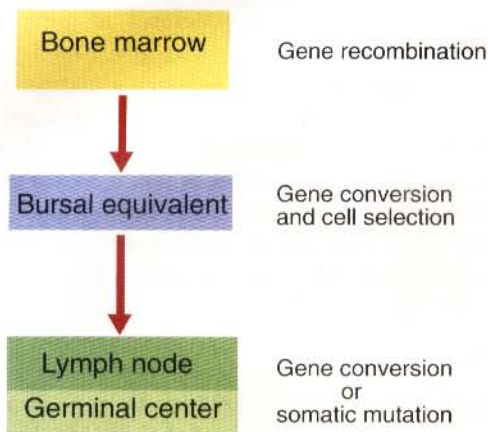 Bone marrow
Gene recombination
Bursal equivalent
Gene conversion
and cell selection
Lymph node
Germinal center
Gene conversion
or
somatic mutation